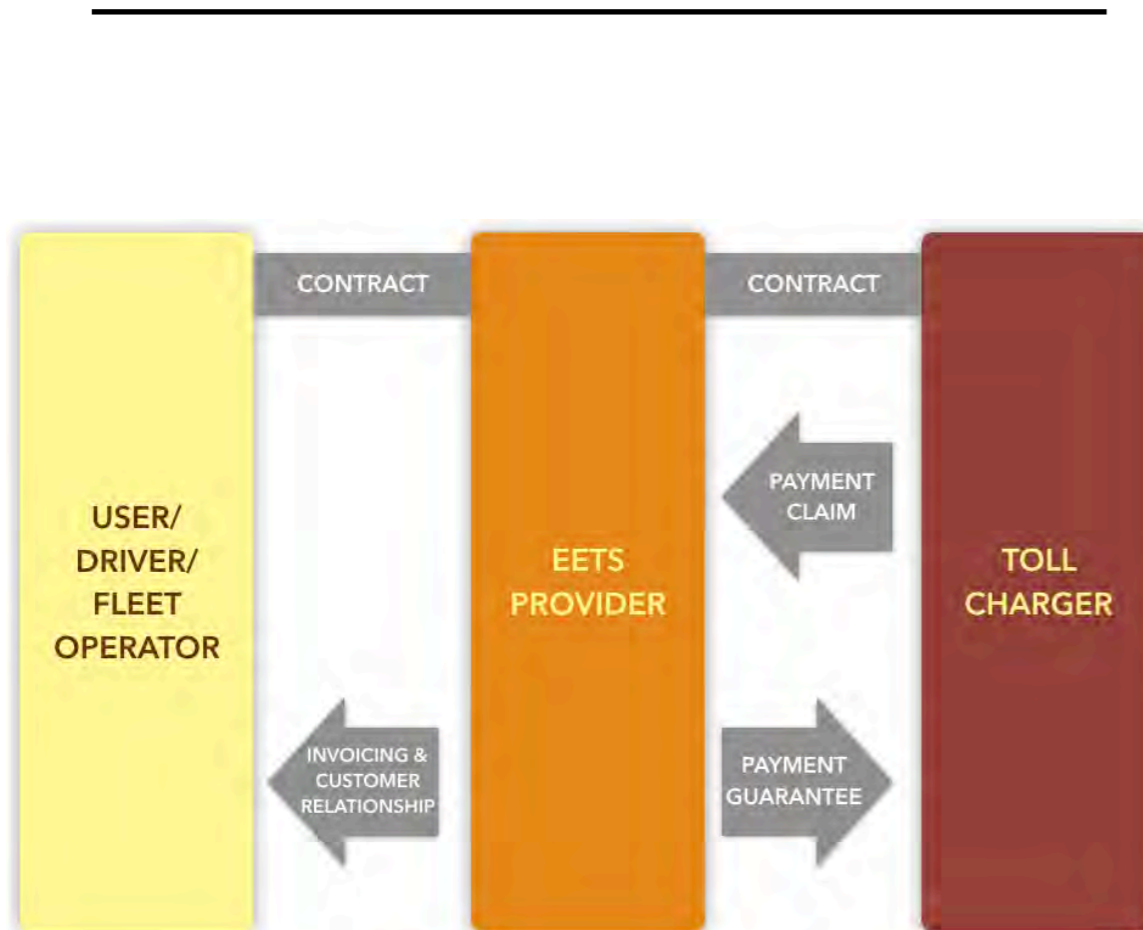 CONTRACT
CONTRACT
PAYMENT
CLAIM
USER/
DRIVER/
FLEET
OPERATOR
EETS
PROVIDER
TOLL
CHARGER
INVOICING &
CUSTOMER
RELATIONSHIP
PAYMENT
GUARANTEE